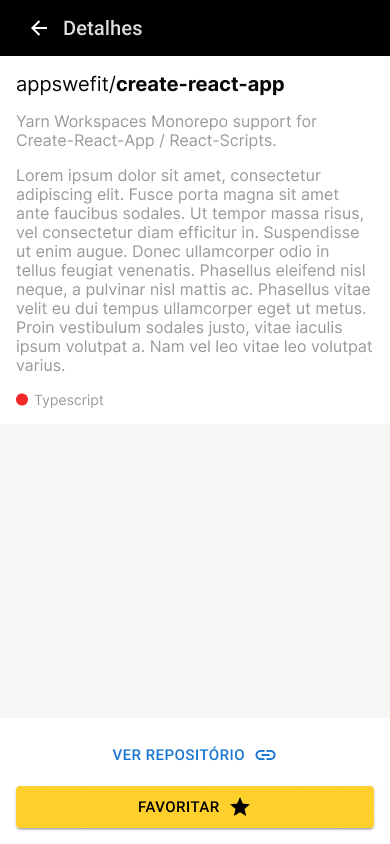 Detalhes
appswefit/create-react-app
Yarn Workspaces Monorepo support for
Create-React-App / React-Scripts.
Lorem ipsum dolor sit amet, consectetur
adipiscing elit. Fusce porta magna sit amet
ante faucibus sodales. Ut tempor massa risus,
vel consectetur diam efficitur in. Suspendisse
ut enim augue. Donec ullamcorper odio in
tellus feugiat venenatis. Phasellus eleifend nisl
neque, a pulvinar nisl mattis ac. Phasellus vitae
velit eu dui tempus ullamcorper eget ut metus.
Proin vestibulum sodales justo, vitae iaculis
ipsum volutpat a. Nam vel leo vitae leo volutpat
varius.
Typescript
VER REPOSITÓRIO
FAVORITAR